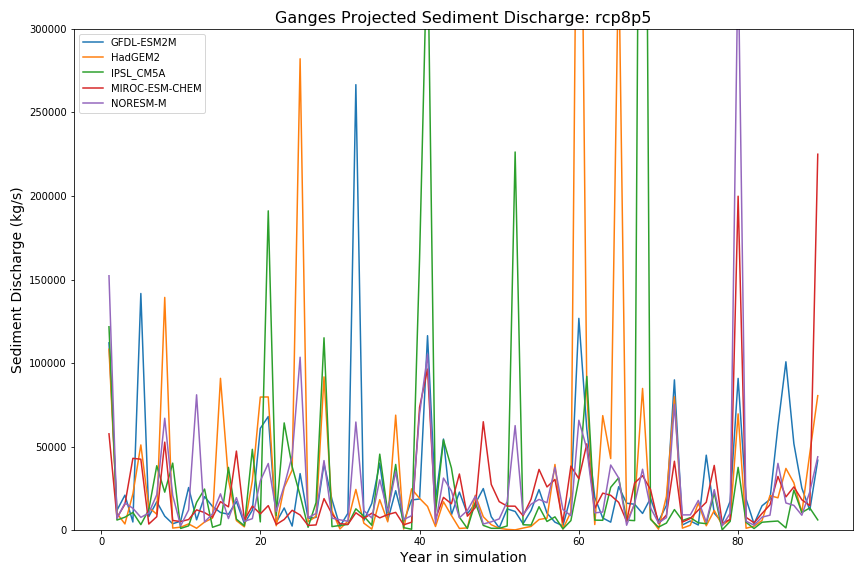 Ganges Projected Sediment Discharge: rcp8p5
300000
250000
200000
150000
100000
50000
0
Sediment Discharge (kg/s)
GFDL-ESM2M
HadGEM2
IPSL_CM5A
MIROC-ESM-CHEM
NORESM-M
0
20
40
60
80
Year in simulation